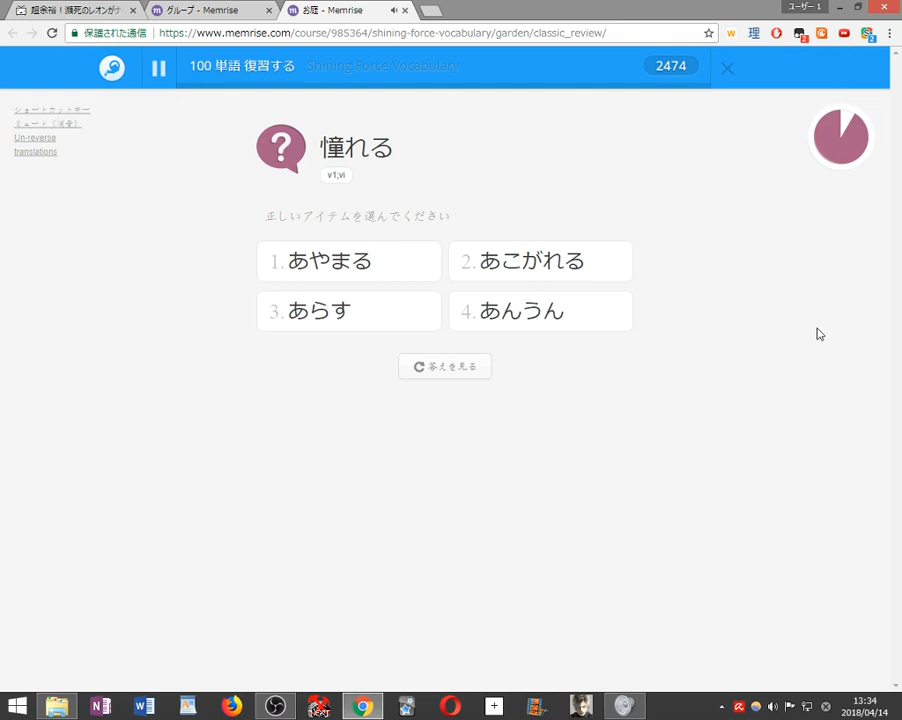 超余裕！瀕死のレオンがナ
グループ - Memrise
お庭 - Memrise
ユーザー 1
保護された通信
https://www.memrise.com/course/985364/shining-force-vocabulary/garden/classic_review/
100 単語 復習する
Shining Force Vocabulary
2474
ショートカットキー
ミュート（消音）
Un-reverse
translations
?
憧れる
v1;vi
正しいアイテムを選んでください
1. あやまる
2. あこがれる
3. あらす
4. あんうん
答えを見る
13:34
2018/04/14